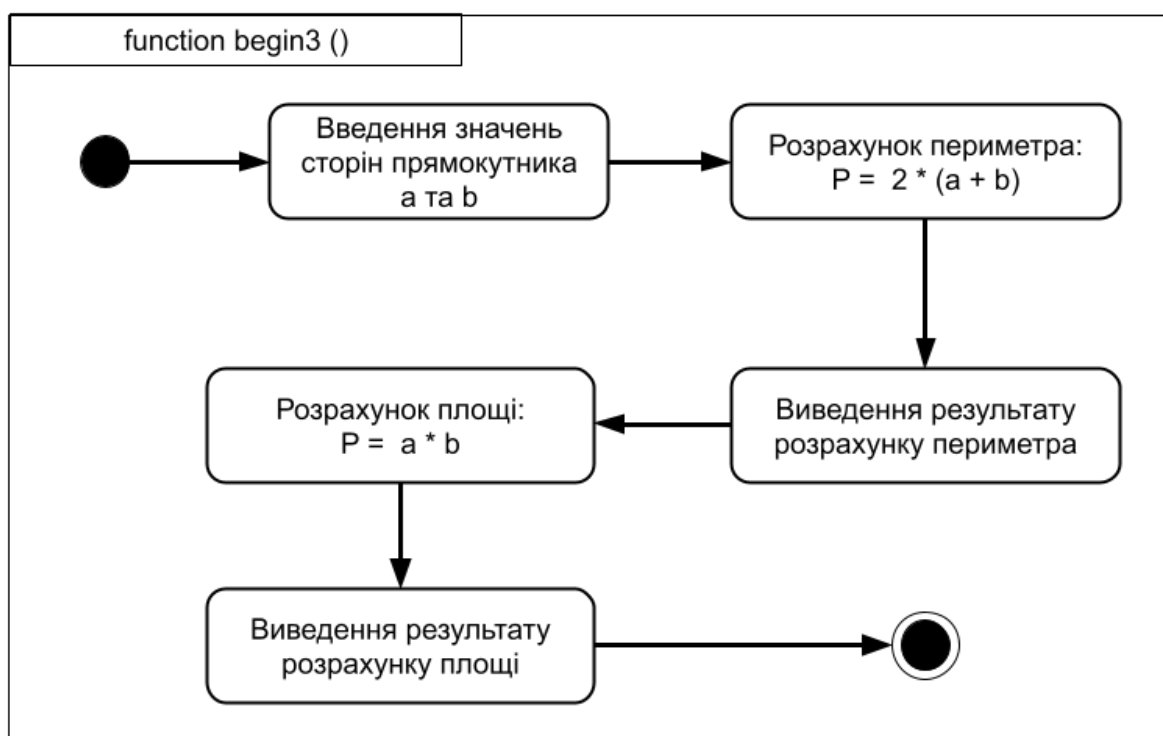 function begin3 ()
Введення значень
сторін прямокутника
a та b
Розрахунок периметра:
P =  2 * (a + b)
Виведення результату
розрахунку периметра
Розрахунок площі:
P =  a * b
Виведення результату
розрахунку площі